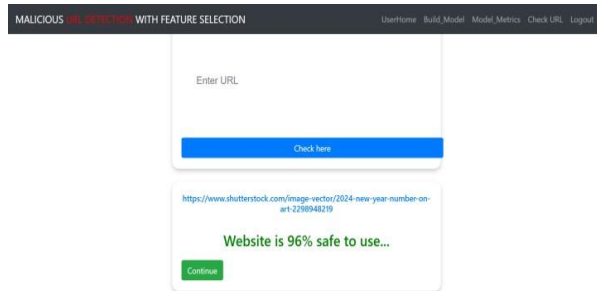 MALICIOUS URL DETECTION WITH FEATURE SELECTION
UserHome Build_Model Model_Metrics Check URL Logout
Enter URL
Check here
https://www.shutterstock.com/image-vector/2024-new-year-number-on-
art-2298948219
Website is 96% safe to use...
Continue